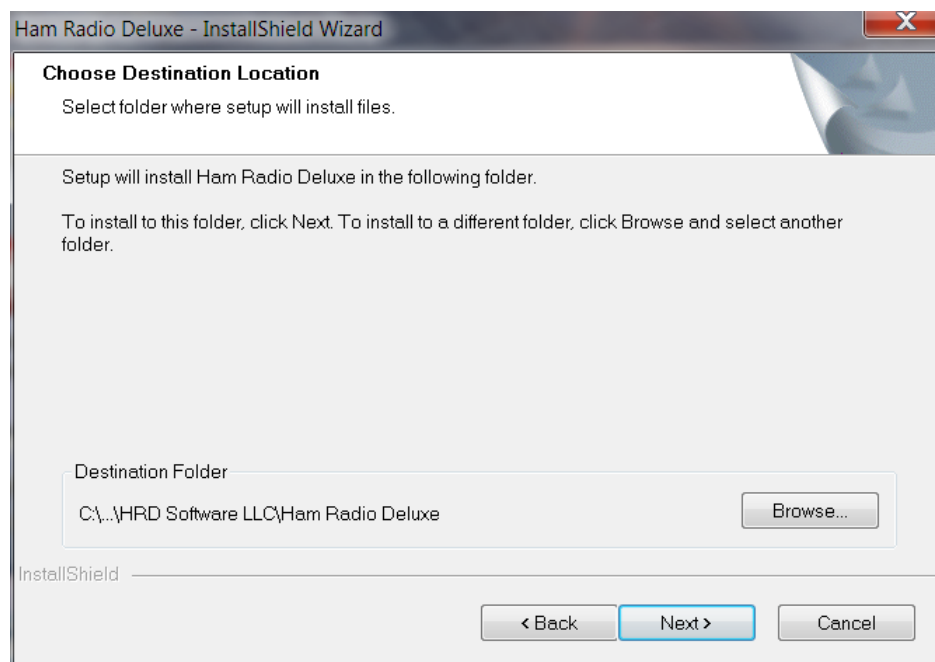 Ham Radio Deluxe - InstallShield Wizard
Choose Destination Location
Select folder where setup will install files.
Setup will install Ham Radio Deluxe in the following folder.
To install to this folder, click Next. To install to a different folder, click Browse and select another
folder.
Destination Folder
C:\...\HRD Software LLC\Ham Radio Deluxe
Browse...
InstallShield
< Back
Next >
Cancel